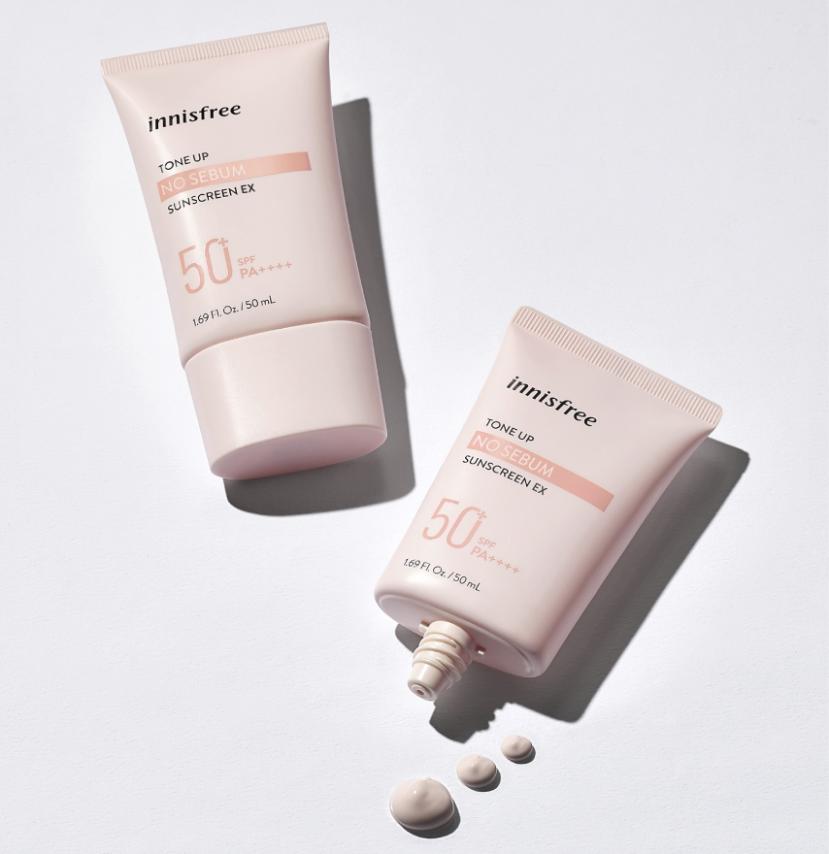 innisfree
TONE UP
NO SEBUM
SUNSCREEN EX
50+ SPF
PA++++
1.69 Fl. Oz. / 50 mL
innisfree
TONE UP
NO SEBUM
SUNSCREEN EX
50+ SPF
PA++++
1.69 Fl. Oz. / 50 mL